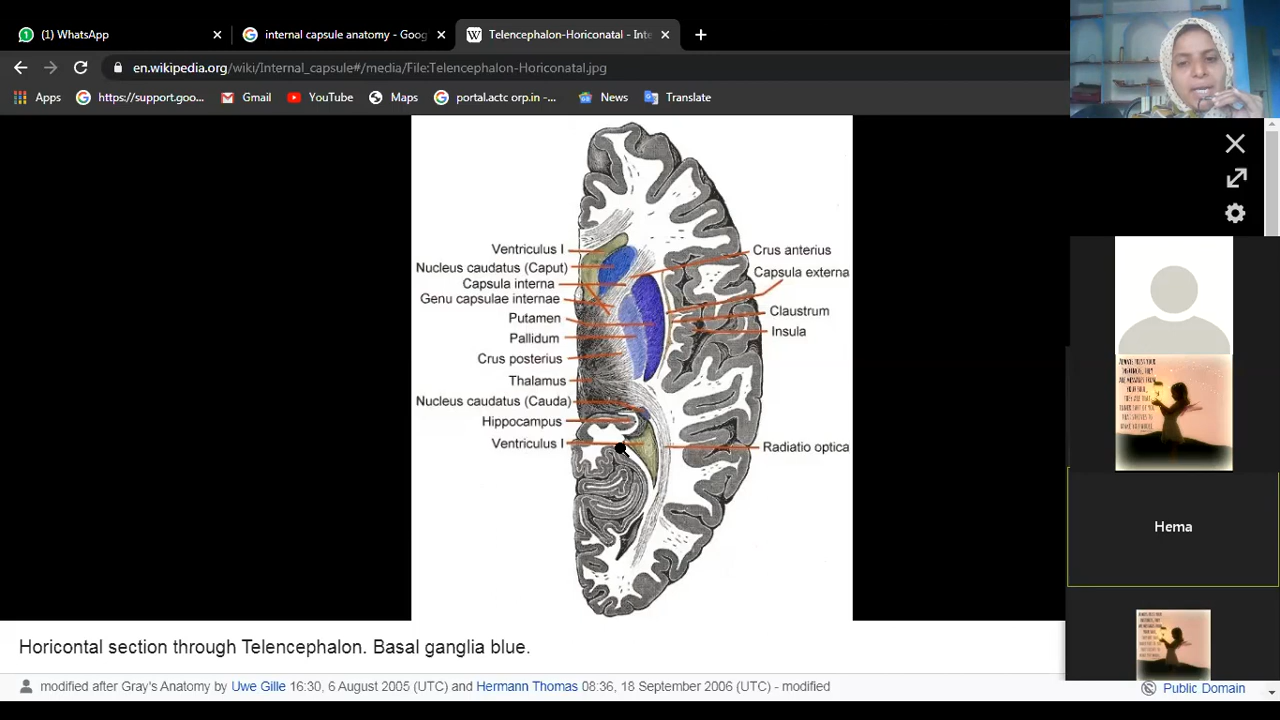 (1) WhatsApp
internal capsule anatomy - Goog
Telencephalon-Horiconatal - Inte
en.wikipedia.org/wiki/Internal_capsule#/media/File:Telencephalon-Horiconatal.jpg
Apps
https://support.goo...
Gmail
YouTube
Maps
portal.actc orp.in -...
News
Translate
Ventriculus I
Nucleus caudatus (Caput)
Capsula interna
Genu capsulae internae
Putamen
Pallidum
Crus posterius
Thalamus
Nucleus caudatus (Cauda)
Hippocampus
Ventriculus I
Crus anterius
Capsula externa
Claustrum
Insula
Radiatio optica
Hema
Horicontal section through Telencephalon. Basal ganglia blue.
modified after Gray's Anatomy by Uwe Gille 16:30, 6 August 2005 (UTC) and Hermann Thomas 08:36, 18 September 2006 (UTC) - modified
Public Domain